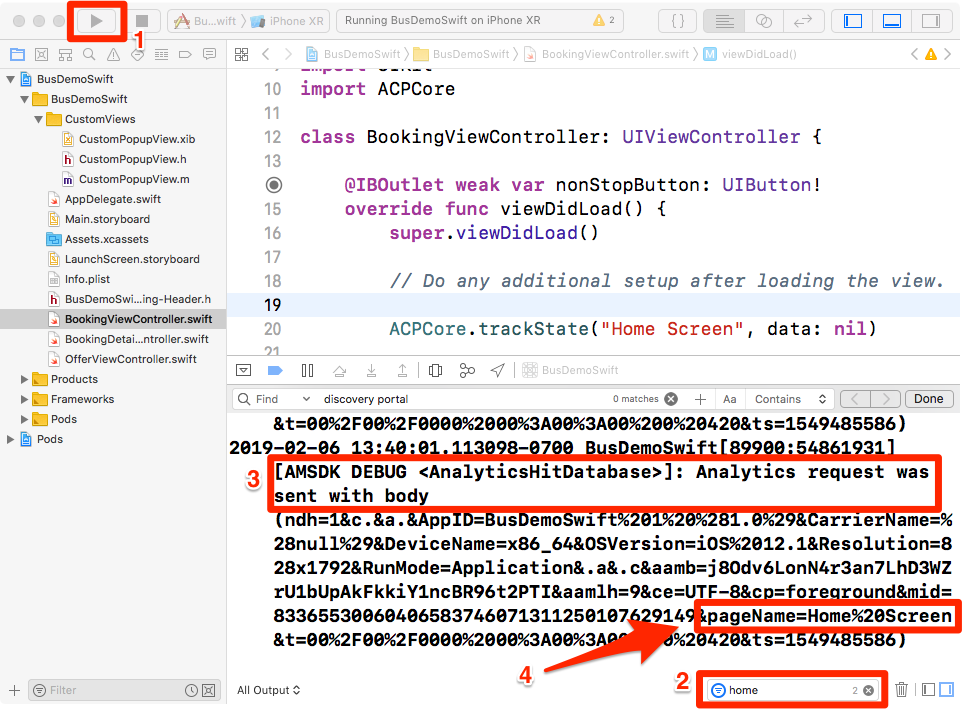 Bu...wift
iPhone XR
Running BusDemoSwift on iPhone XR
2
1
BusDemoSwift
BusDemoSwift
BookingViewController.swift
M
viewDidLoad()
BusDemoSwift
BusDemoSwift
CustomViews
CustomPopupView.xib
h CustomPopupView.h
m CustomPopupView.m
AppDelegate.swift
Main.storyboard
Assets.xcassets
LaunchScreen.storyboard
Info.plist
h BusDemoSwi...ing-Header.h
BookingViewController.swift
BookingDetai...ntroller.swift
OfferViewController.swift
Products
Frameworks
Pods
Pods
Filter
import UIKit
10 import ACPCore
11
12 class BookingViewController: UIViewController {
13
@IBOutlet weak var nonStopButton: UIButton!
15 override func viewDidLoad() {
16 super.viewDidLoad()
17
18 // Do any additional setup after loading the view.
19
20 ACPCore.trackState("Home Screen", data: nil)
21
BusDemoSwift
Find
discovery portal
0 matches
Aa
Contains
Done
&t=00%2F00%2F0000%2000%3A00%3A00%200%20420&ts=1549485586)
2019-02-06 13:40:01.113098-0700 BusDemoSwift[89900:54861931]
3
[AMSDK DEBUG <AnalyticsHitDatabase>]: Analytics request was
sent with body
(ndh=1&c.&a.&AppID=BusDemoSwift%201%20%281.0%29&CarrierName=%
28null%29&DeviceName=x86_64&OSVersion=iOS%2012.1&Resolution=8
28x1792&RunMode=Application&.a&.c&aamb=j8Odv6LonN4r3an7LhD3WZ
rU1bUpAkFkkiY1ncBR96t2PTI&aamlh=9&ce=UTF-8&cp=foreground&mid=
83365530060406583746071311250107629149&pageName=Home%20Screen
&t=00%2F00%2F0000%2000%3A00%3A00%200%20420&ts=1549485586)
4
2
All Output
home
2